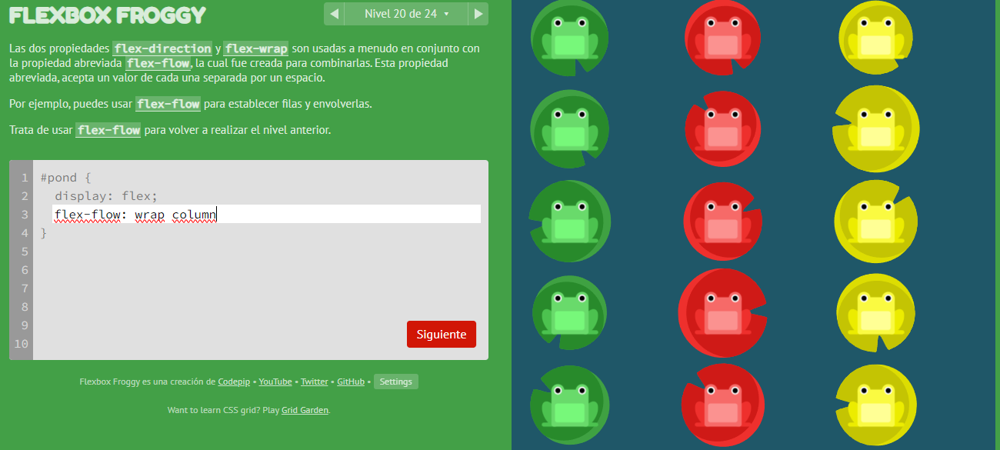 FLEXBOX FROGGY
Nivel 20 de 24
Las dos propiedades flex-direction y flex-wrap son usadas a menudo en conjunto con
la propiedad abreviada flex-flow, la cual fue creada para combinarlas. Esta propiedad
abreviada, acepta un valor de cada una separada por un espacio.
Por ejemplo, puedes usar flex-flow para establecer filas y envolverlas.
Trata de usar flex-flow para volver a realizar el nivel anterior.
1 #pond {
2 display: flex;
3 flex-flow: wrap column
4 }
5
6
7
8
9
10
Siguiente
Flexbox Froggy es una creación de Codepip • YouTube • Twitter • GitHub • Settings
Want to learn CSS grid? Play Grid Garden.